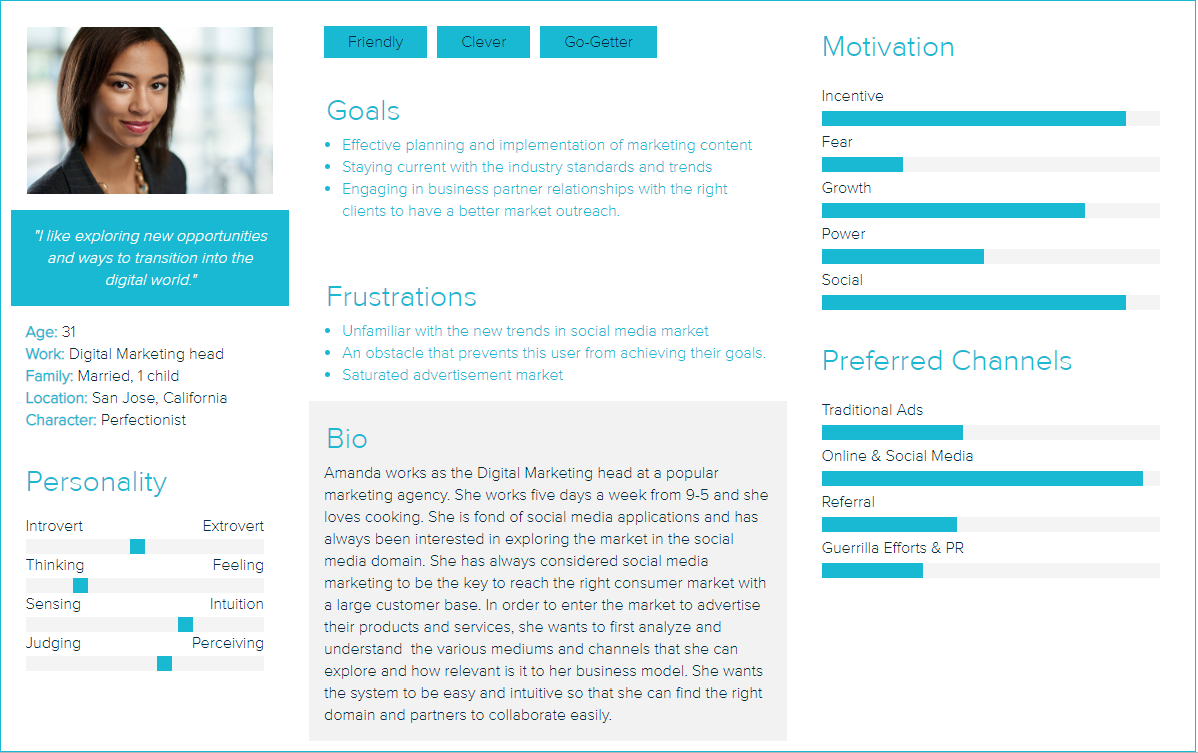 "I like exploring new opportunities
and ways to transition into the
digital world."
Age: 31
Work: Digital Marketing head
Family: Married, 1 child
Location: San Jose, California
Character: Perfectionist
Personality
Introvert Extrovert
Thinking Feeling
Sensing Intuition
Judging Perceiving
Friendly Clever Go-Getter
Goals
Effective planning and implementation of marketing content
Staying current with the industry standards and trends
Engaging in business partner relationships with the right
clients to have a better market outreach.
Frustrations
Unfamiliar with the new trends in social media market
An obstacle that prevents this user from achieving their goals.
Saturated advertisement market
Bio
Amanda works as the Digital Marketing head at a popular
marketing agency. She works five days a week from 9-5 and she
loves cooking. She is fond of social media applications and has
always been interested in exploring the market in the social
media domain. She has always considered social media
marketing to be the key to reach the right consumer market with
a large customer base. In order to enter the market to advertise
their products and services, she wants to first analyze and
understand the various mediums and channels that she can
explore and how relevant is it to her business model. She wants
the system to be easy and intuitive so that she can find the right
domain and partners to collaborate easily.
Motivation
Incentive
Fear
Growth
Power
Social
Preferred Channels
Traditional Ads
Online & Social Media
Referral
Guerrilla Efforts & PR